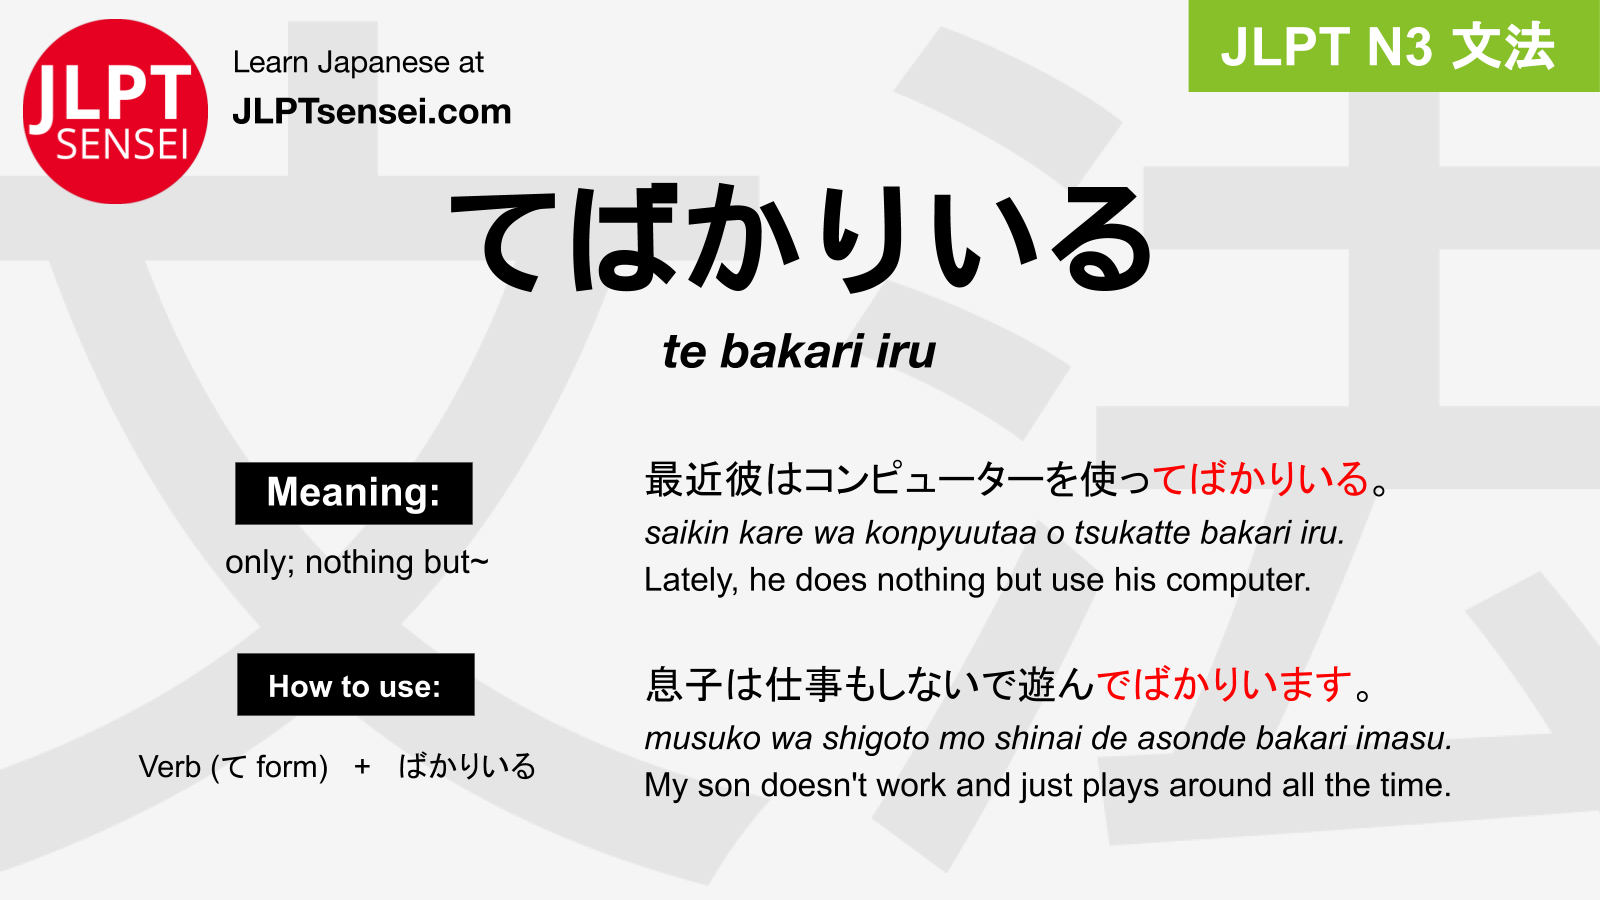 JLPT
SENSEI
Learn Japanese at
JLPTsensei.com
JLPT N3 文法
てばかりいる
te bakari iru
Meaning:
only; nothing but~
How to use:
Verb (て form) + ばかりいる
最近彼はコンピューターを使ってばかりいる。
saikin kare wa konpyuutaa o tsukatte bakari iru.
Lately, he does nothing but use his computer.
息子は仕事もしないで遊んでばかりいます。
musuko wa shigoto mo shinai de asonde bakari imasu.
My son doesn't work and just plays around all the time.
文法